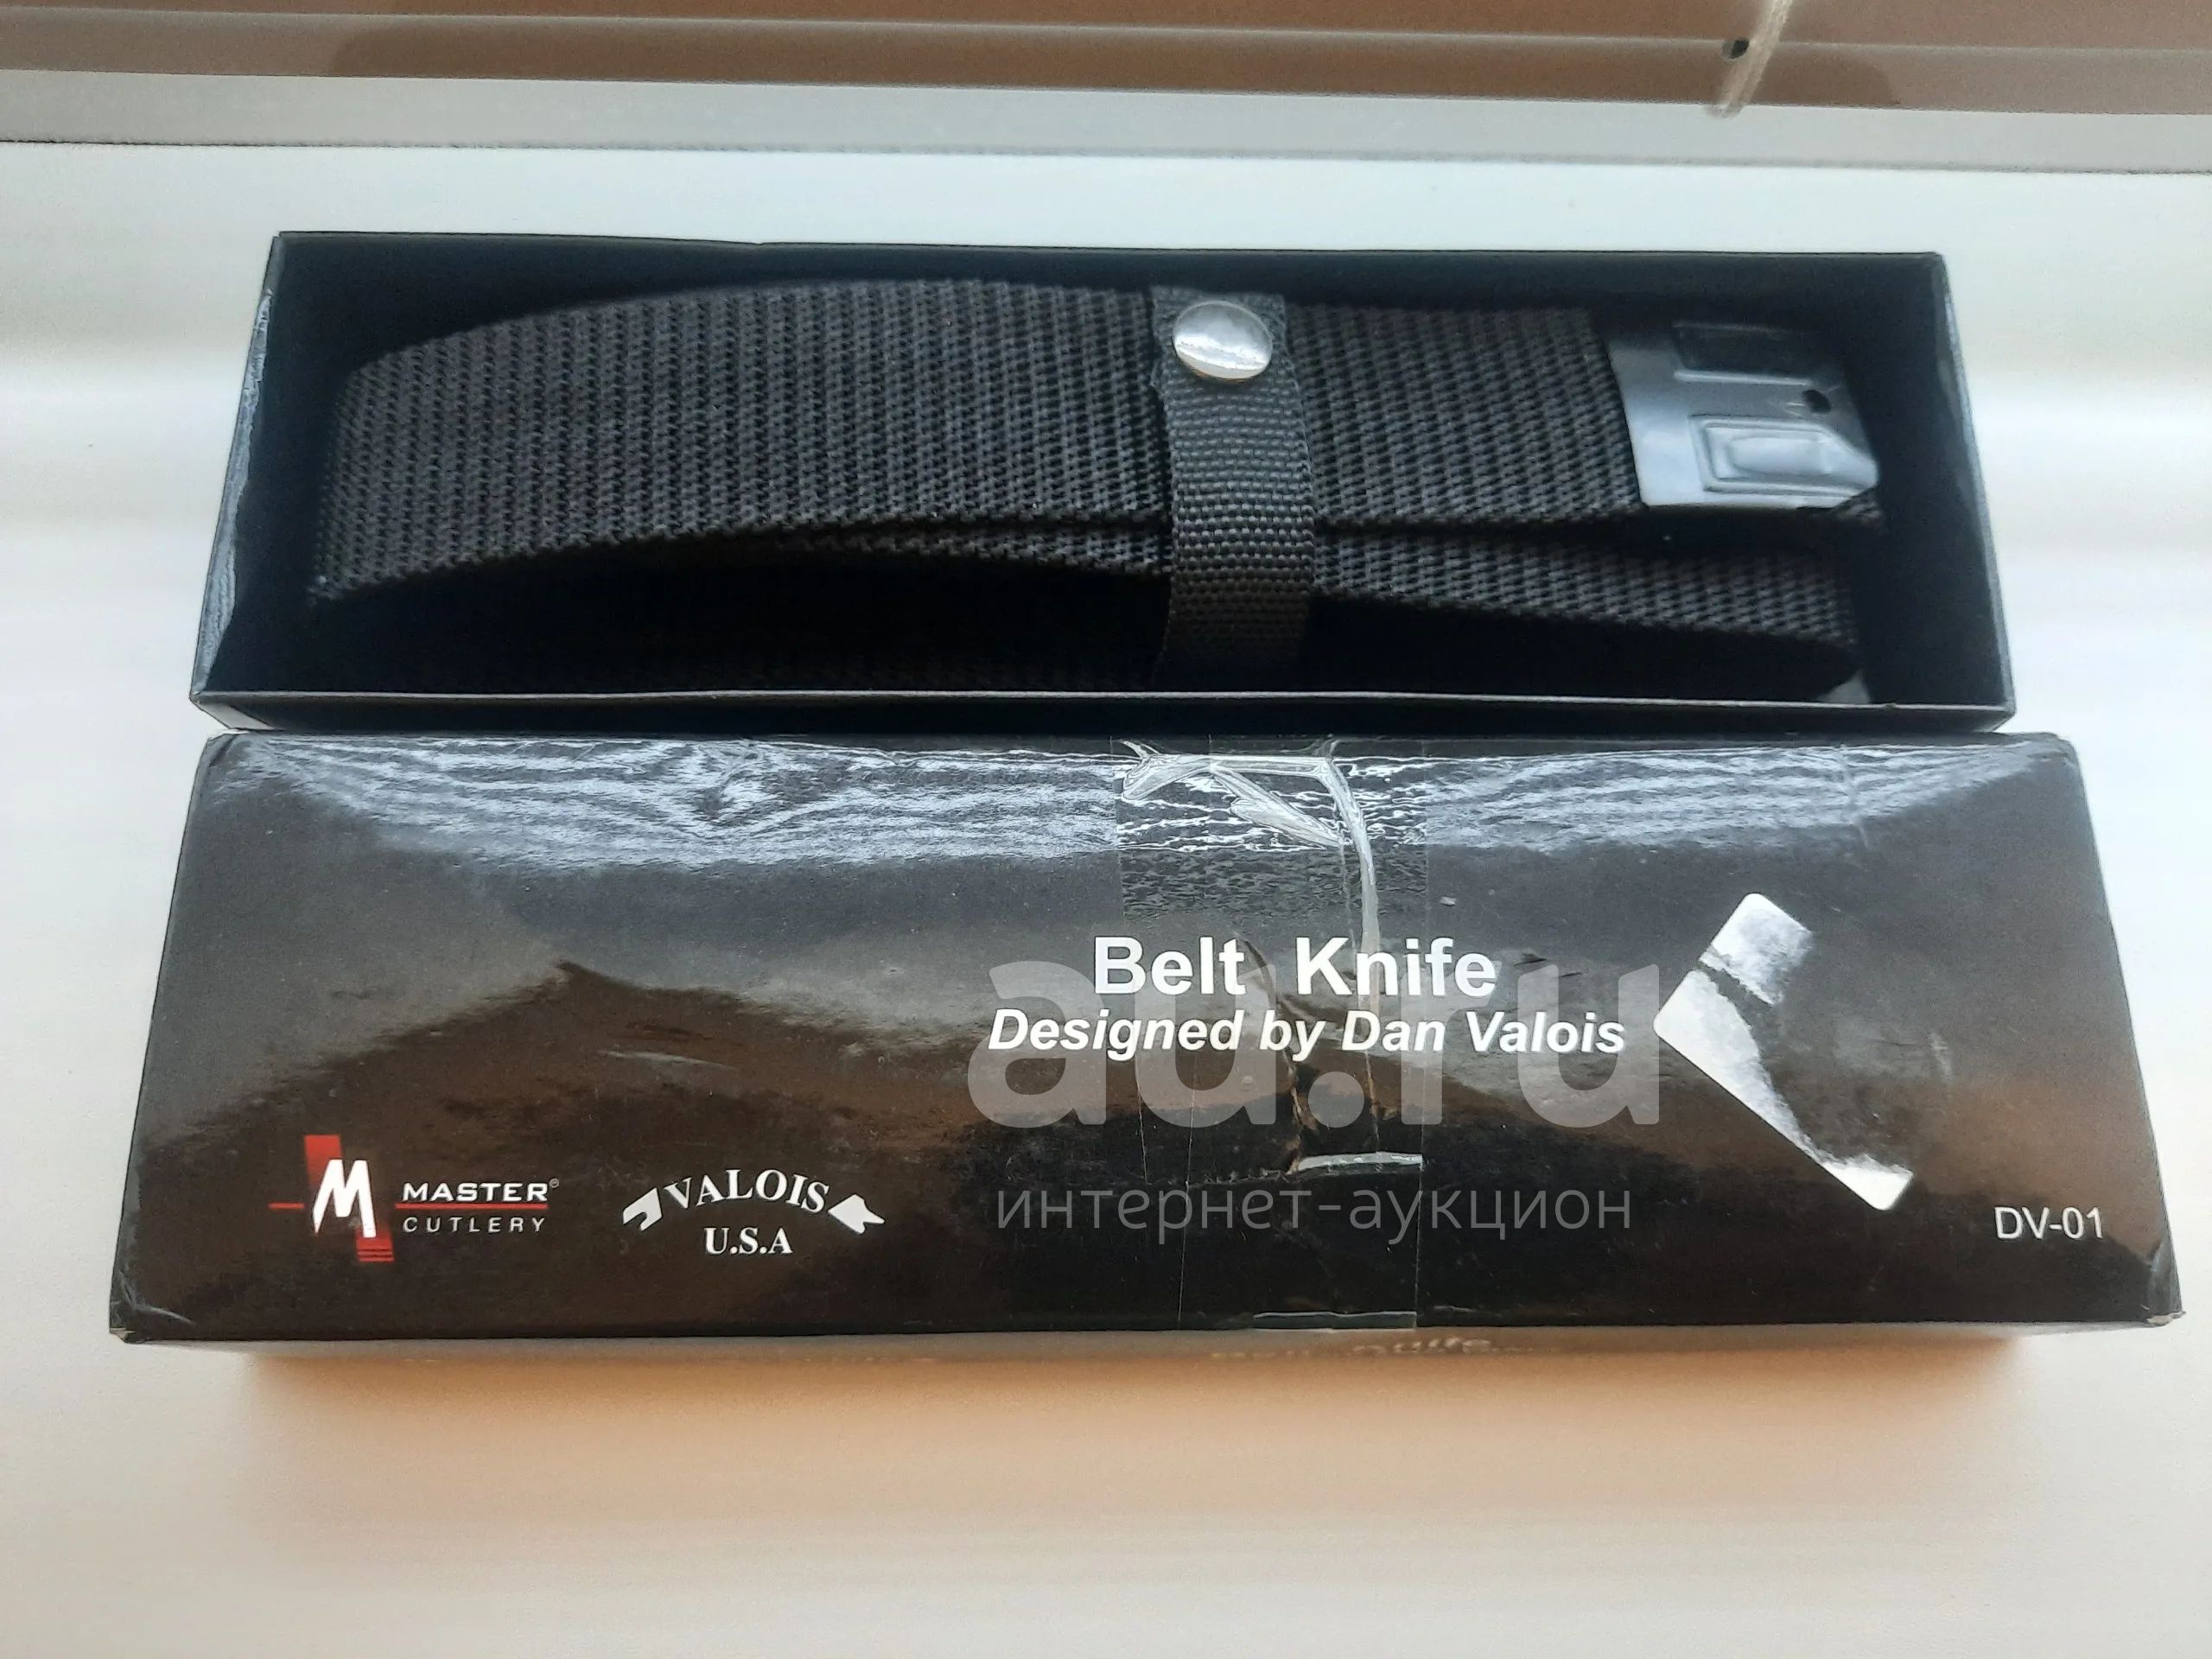 Belt Knife
Designed by Dan Valois
au.ru
интернет-аукцион
M
MASTER®
CUTLERY
VALOIS
U.S.A
DV-01